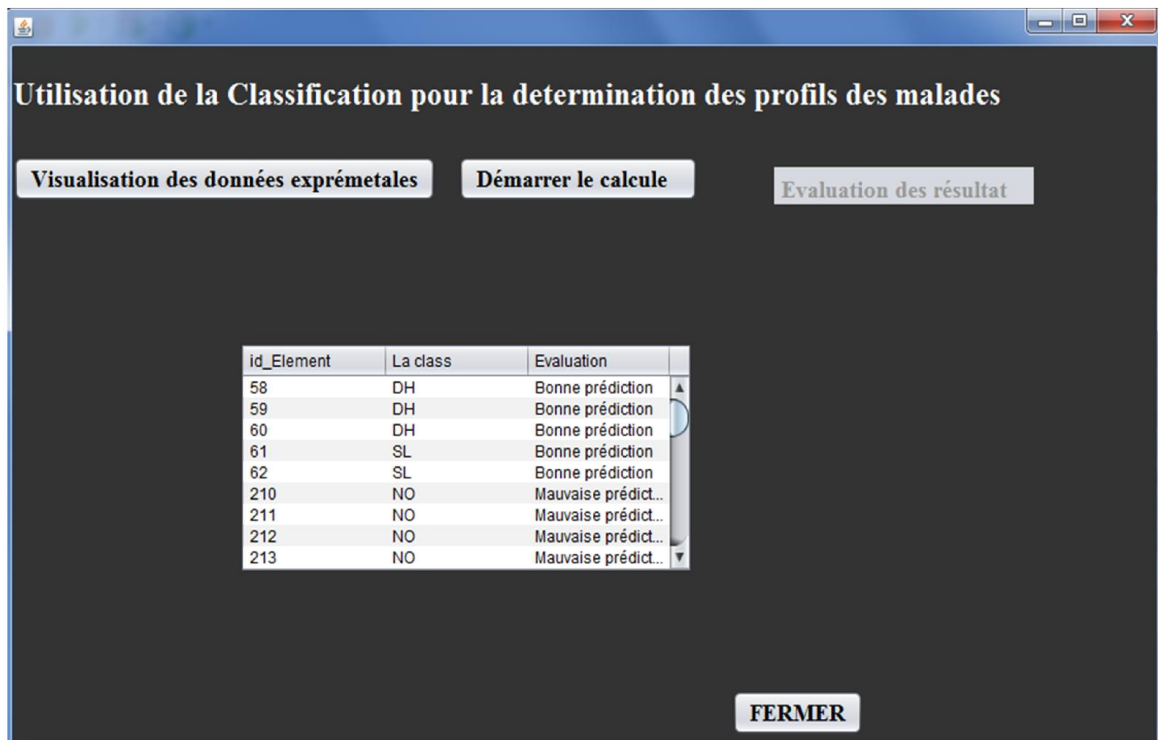 Utilisation de la Classification pour la determination des profils des malades
Visualisation des données exprémetales
Démarrer le calcule
Evaluation des résultat
id_Element La class Evaluation
58 DH Bonne prédiction
59 DH Bonne prédiction
60 DH Bonne prédiction
61 SL Bonne prédiction
62 SL Bonne prédiction
210 NO Mauvaise prédict...
211 NO Mauvaise prédict...
212 NO Mauvaise prédict...
213 NO Mauvaise prédict...
FERMER